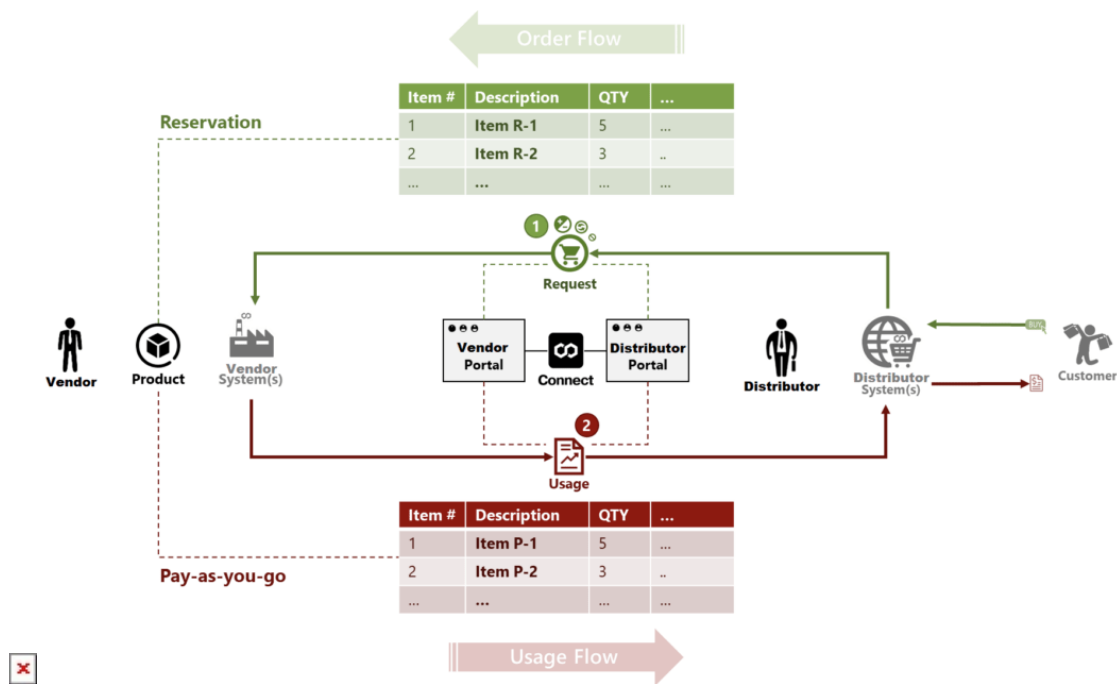 Order Flow
Item # Description QTY ...
1 Item R-1 5 ...
2 Item R-2 3 ..
... ... ... ...
Reservation
1
Request
Vendor
Product
Vendor
System(s)
Vendor
Portal
Connect
Distributor
Portal
Distributor
Distributor
System(s)
BUY
Customer
2
Usage
Item # Description QTY ...
1 Item P-1 5 ...
2 Item P-2 3 ..
... ... ... ...
Pay-as-you-go
Usage Flow